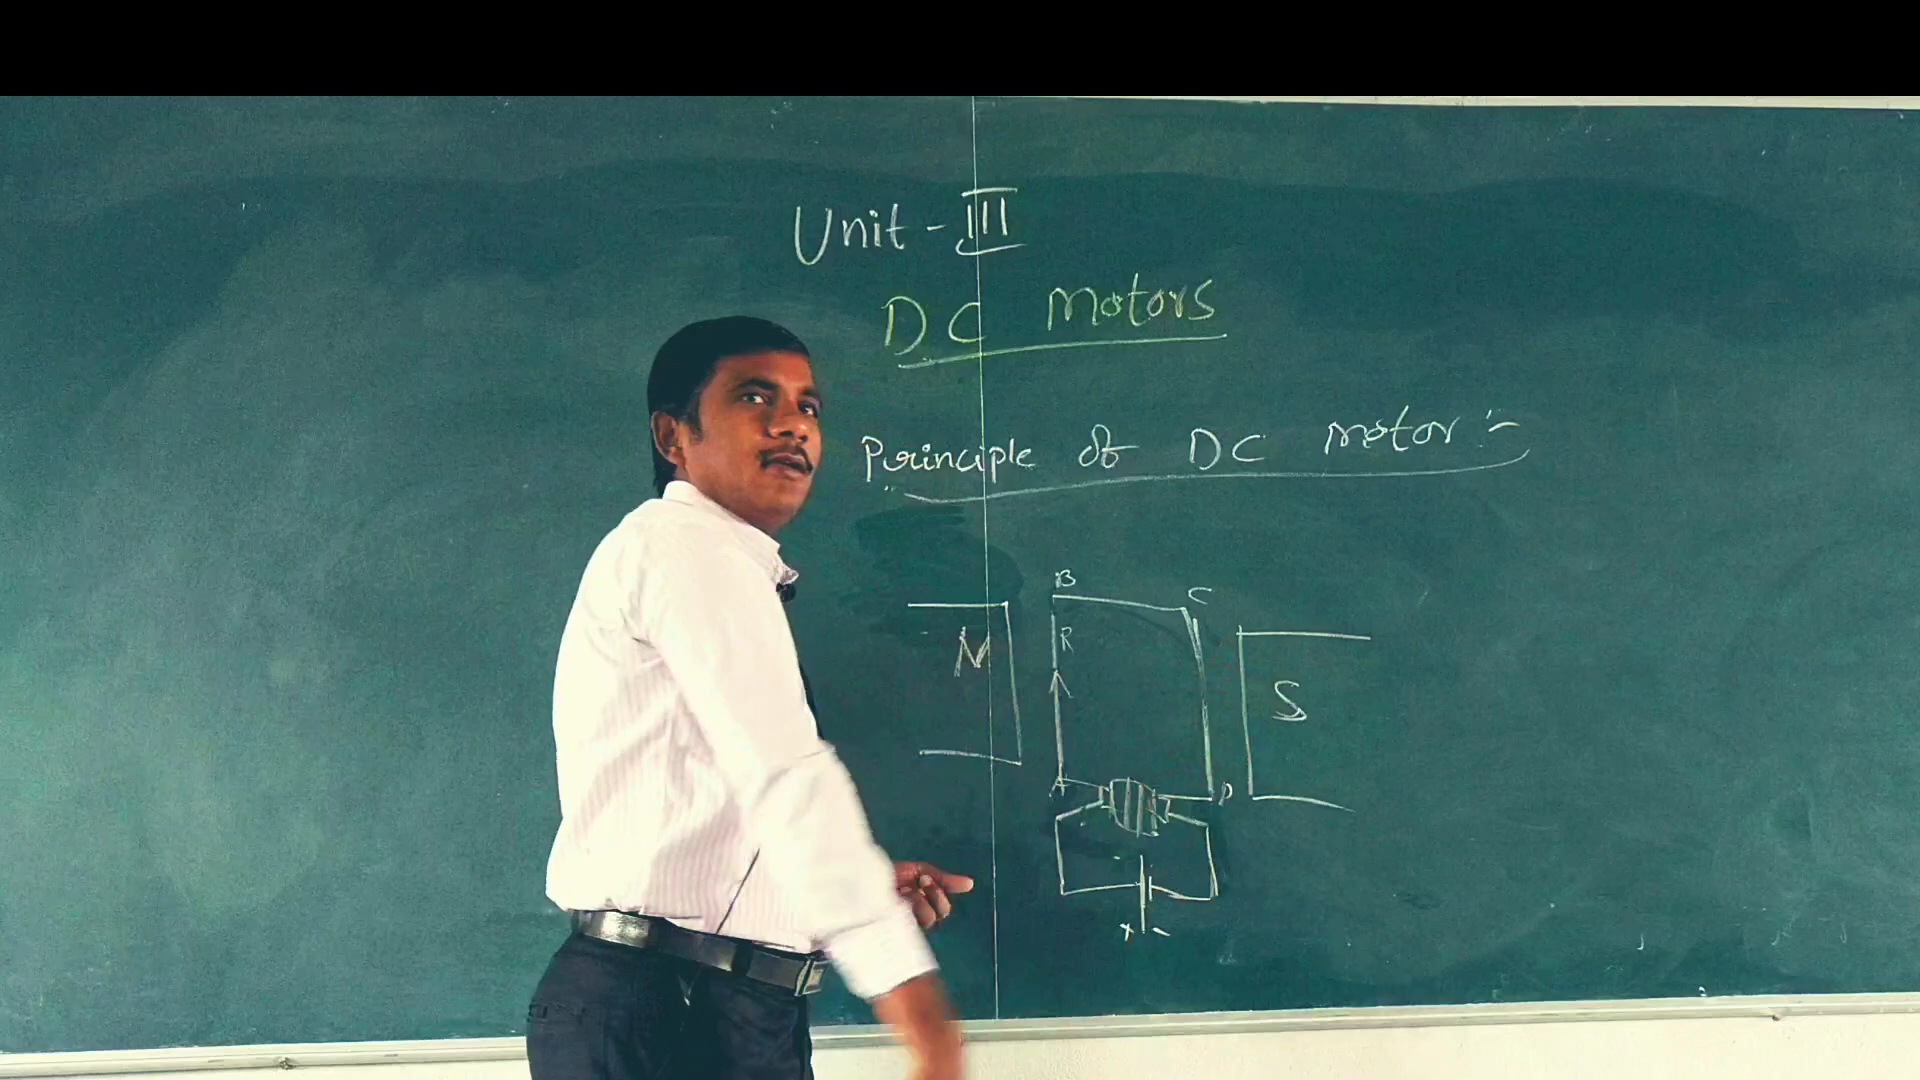 Unit - III
DC Motors
Principle of DC motor :-
B
C
R
N
S
A
D
+ -